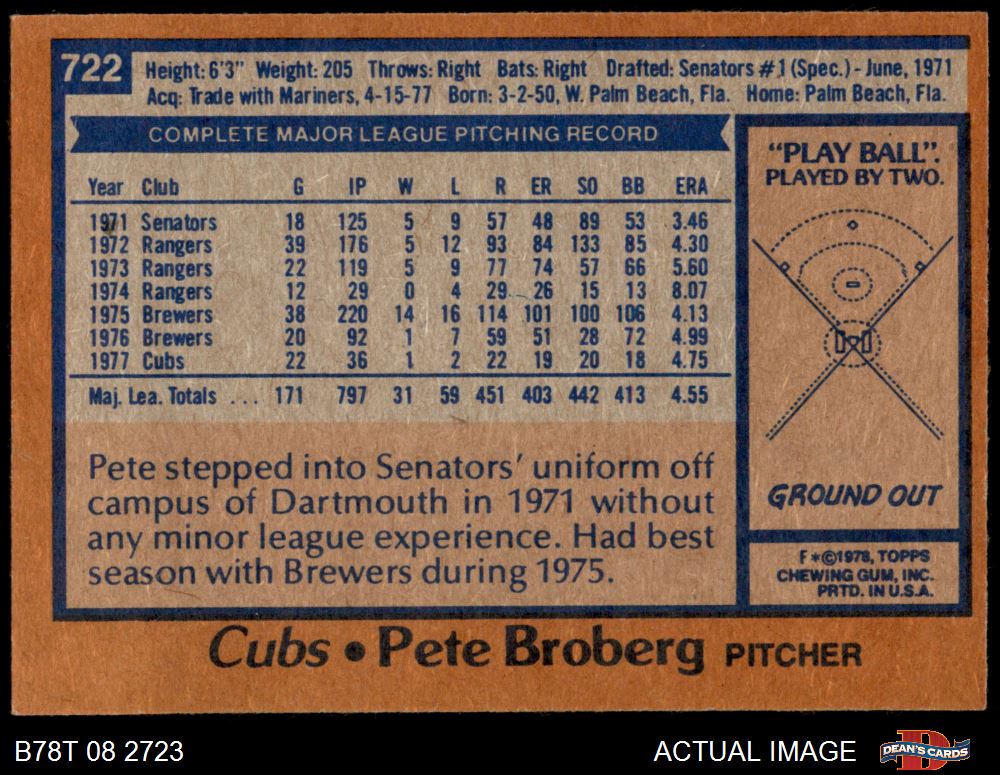 722
Height: 6'3" Weight: 205 Throws: Right Bats: Right Drafted: Senators #1 (Spec.) - June, 1971
Acq: Trade with Mariners, 4-15-77 Born: 3-2-50, W. Palm Beach, Fla. Home: Palm Beach, Fla.
COMPLETE MAJOR LEAGUE PITCHING RECORD
Year Club G IP W L R ER SO BB ERA
1971 Senators 18 125 5 9 57 48 89 53 3.46
1972 Rangers 39 176 5 12 93 84 133 85 4.30
1973 Rangers 22 119 5 9 77 74 57 66 5.60
1974 Rangers 12 29 0 4 29 26 15 13 8.07
1975 Brewers 38 220 14 16 114 101 100 106 4.13
1976 Brewers 20 92 1 7 59 51 28 72 4.99
1977 Cubs 22 36 1 2 22 19 20 18 4.75
Maj. Lea. Totals ... 171 797 31 59 451 403 442 413 4.55
Pete stepped into Senators' uniform off
campus of Dartmouth in 1971 without
any minor league experience. Had best
season with Brewers during 1975.
"PLAY BALL".
PLAYED BY TWO.
GROUND OUT
F*©1978, TOPPS
CHEWING GUM, INC.
PRTD. IN U.S.A.
Cubs • Pete Broberg PITCHER
B78T 08 2723
ACTUAL IMAGE
D
DEAN'S CARDS